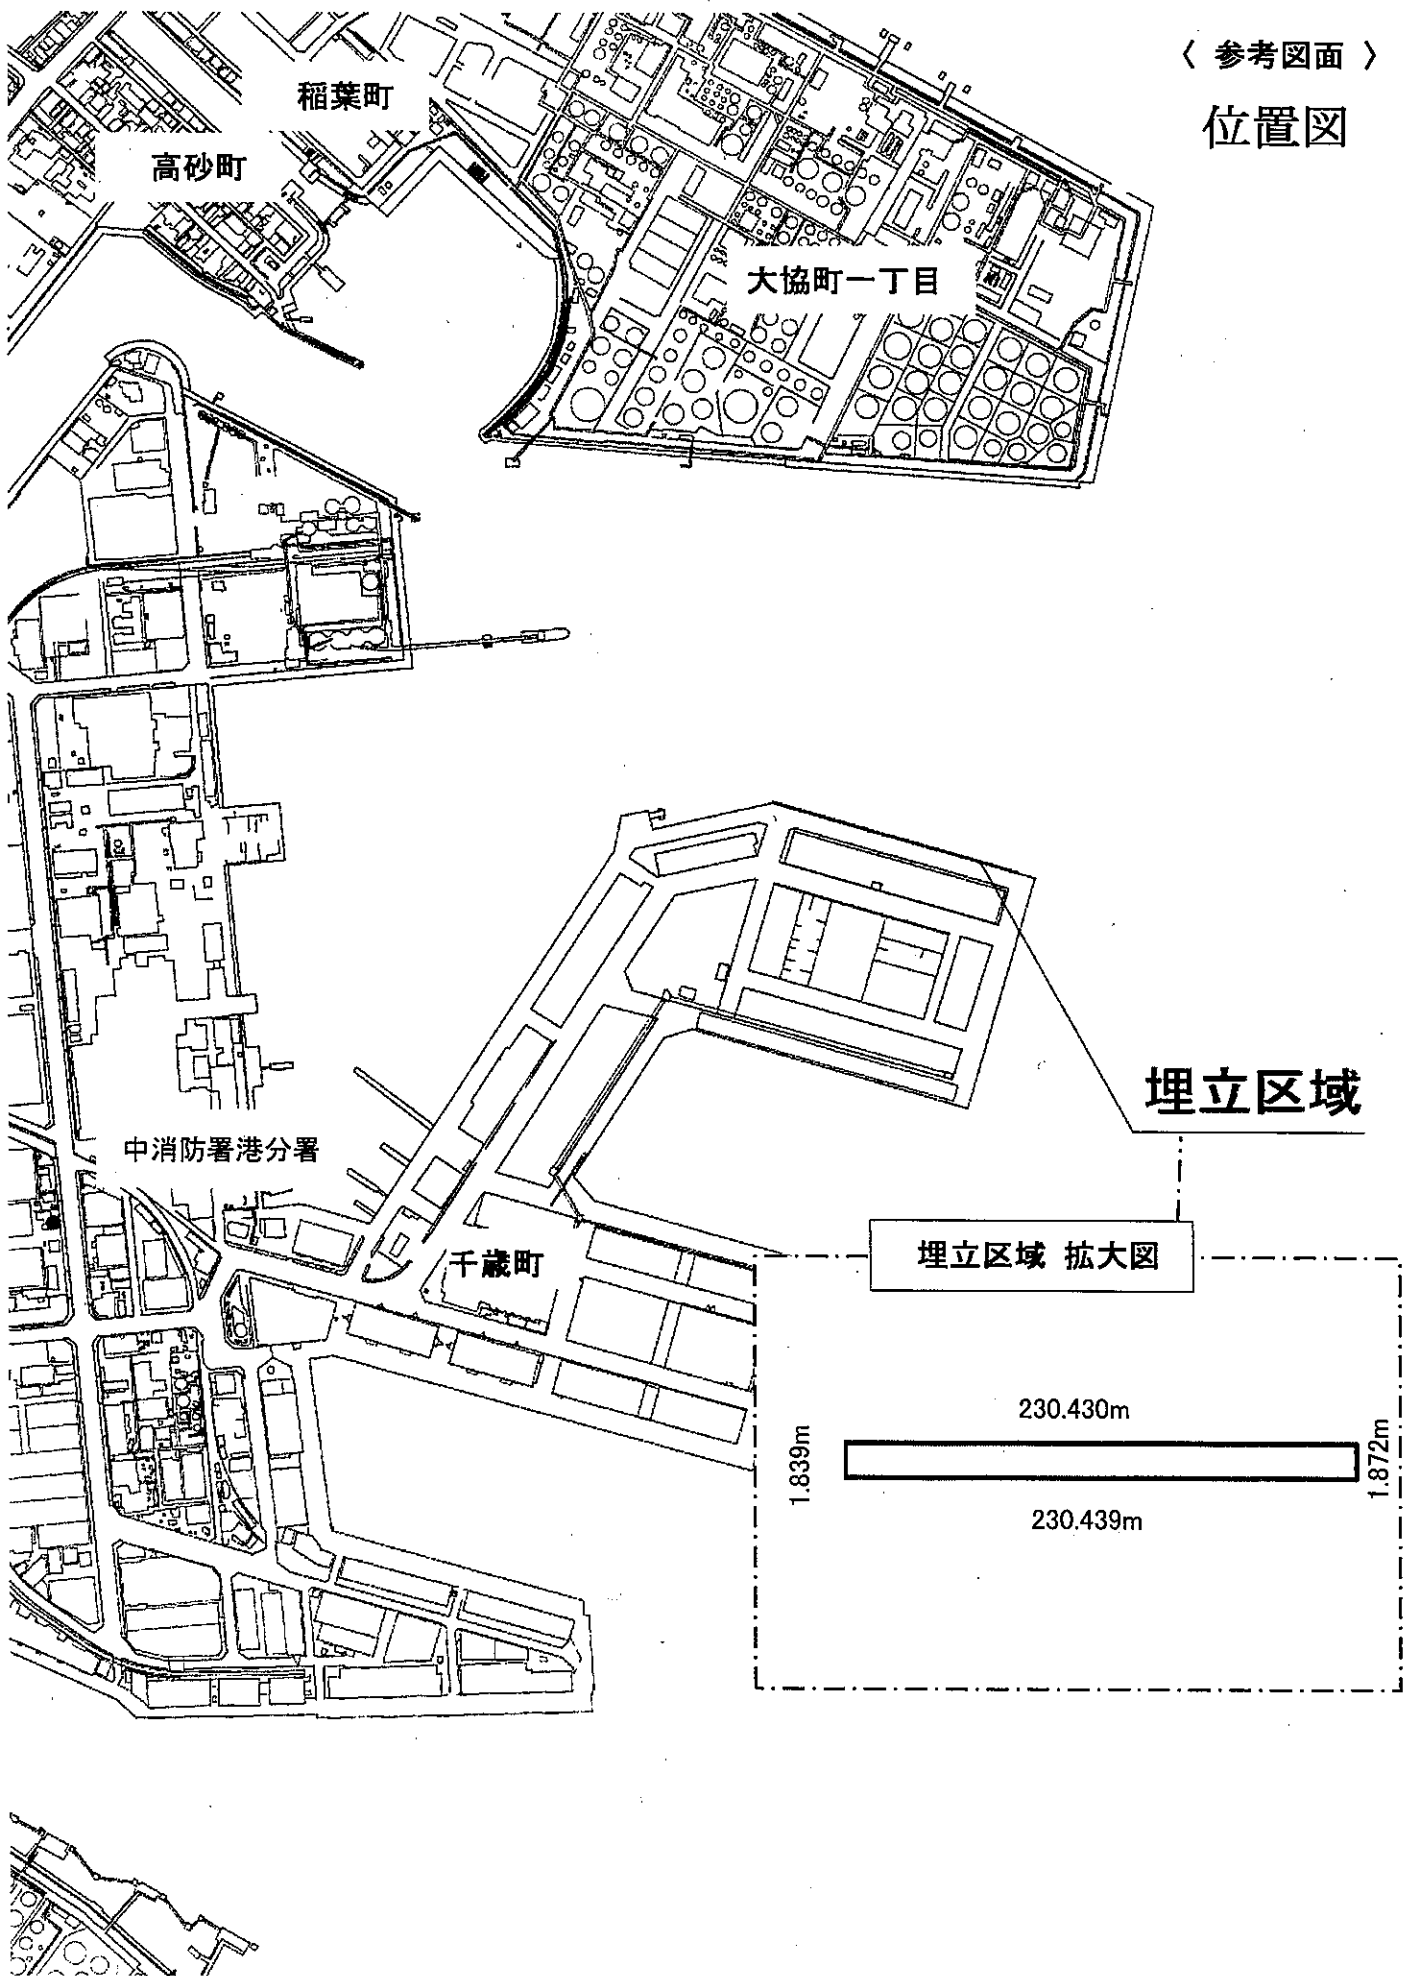 〈 参考図面 〉
位置図
稲葉町
高砂町
大協町一丁目
埋立区域
中消防署港分署
千歳町
埋立区域 拡大図
230.430m
1.839m
1.872m
230.439m